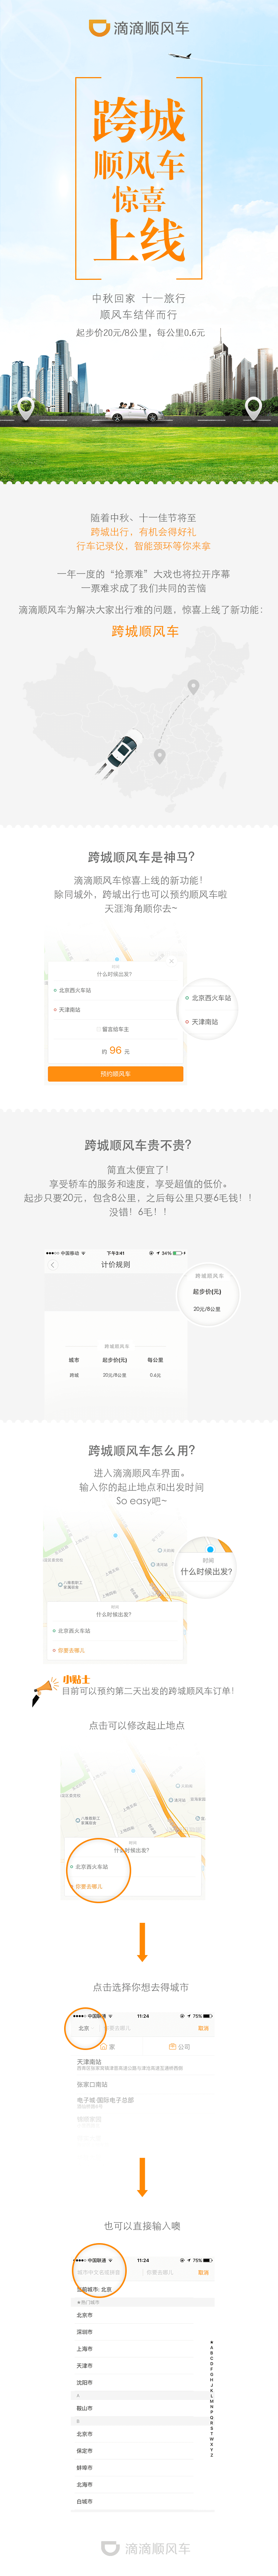 滴滴顺风车
跨城
顺风车
惊喜
上线
中秋回家 十一旅行
顺风车结伴而行
起步价20元/8公里，每公里0.6元
随着中秋、十一佳节将至
跨城出行，有机会得好礼
行车记录仪，智能颈环等你来拿
一年一度的“抢票难”大戏也将拉开序幕
一票难求成了我们共同的苦恼
滴滴顺风车为解决大家出行难的问题，惊喜上线了新功能：
跨城顺风车
跨城顺风车是神马?
滴滴顺风车惊喜上线的新功能！
除同城外，跨城出行也可以预约顺风车啦
天涯海角顺你去~
时间
什么时候出发?
北京西火车站
天津南站
留言给车主
约 96 元
预约顺风车
北京西火车站
天津南站
跨城顺风车贵不贵?
简直太便宜了！
享受轿车的服务和速度，享受超值的低价。
起步只要20元，包含8公里，之后每公里只要6毛钱！！
没错！6毛！！
中国移动 下午3:41 34%
计价规则
跨城顺风车
城市 起步价(元) 每公里
跨城 20元/8公里 0.6元
跨城顺风车
起步价(元)
20元/8公里
跨城顺风车怎么用?
进入滴滴顺风车界面。
输入你的起止地点和出发时间
So easy吧~
时间
什么时候出发?
北京西火车站
你要去哪儿
时间
什么时候出发?
小贴士
目前可以预约第二天出发的跨域顺风车订单！
点击可以修改起止地点
时间
什么时候出发?
北京西火车站
你要去哪儿
点击选择你想去得城市
中国联通 11:24 75%
北京 你要去哪儿 取消
家 公司
天津南站
张家口南站
电子城·国际电子总部
也可以直接输入噢
中国联通 11:24 75%
城市中文名或拼音 你要去哪儿 取消
当前城市: 北京
★热门城市
北京市
深圳市
上海市
天津市
沈阳市
A
鞍山市
B
北京市
保定市
蚌埠市
北海市
白城市
★
A
B
C
D
F
G
H
J
K
L
M
N
P
Q
R
S
T
W
X
Y
Z
滴滴顺风车